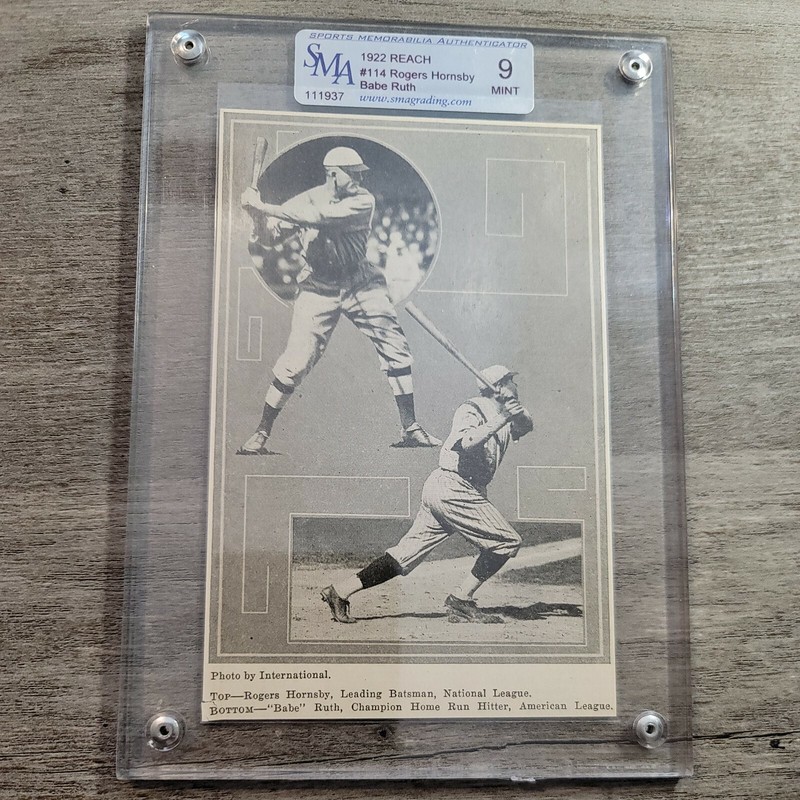 SPORTS MEMORABILIA AUTHENTICATOR
SMA
1922 REACH
#114 Rogers Hornsby
Babe Ruth
9
MINT
111937
www.smagrading.com
Photo by International.
TOP—Rogers Hornsby, Leading Batsman, National League.
BOTTOM—"Babe" Ruth, Champion Home Run Hitter, American League.